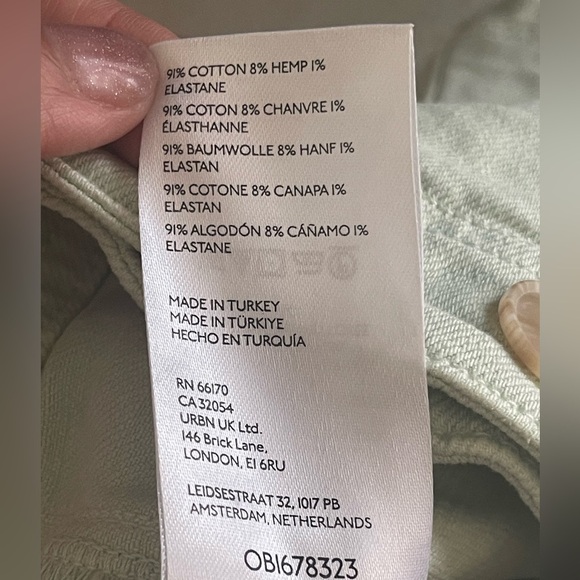 91% COTTON 8% HEMP 1%
ELASTANE
91% COTON 8% CHANVRE 1%
ÉLASTHANNE
91% BAUMWOLLE 8% HANF 1%
ELASTAN
91% COTONE 8% CANAPA 1%
ELASTAN
91% ALGODÓN 8% CÁÑAMO 1%
ELASTANE
MADE IN TURKEY
MADE IN TÜRKIYE
HECHO EN TURQUÍA
RN 66170
CA 32054
URBN UK Ltd.
146 Brick Lane,
LONDON, E1 6RU
LEIDSESTRAAT 32, 1017 PB
AMSTERDAM, NETHERLANDS
OB1678323